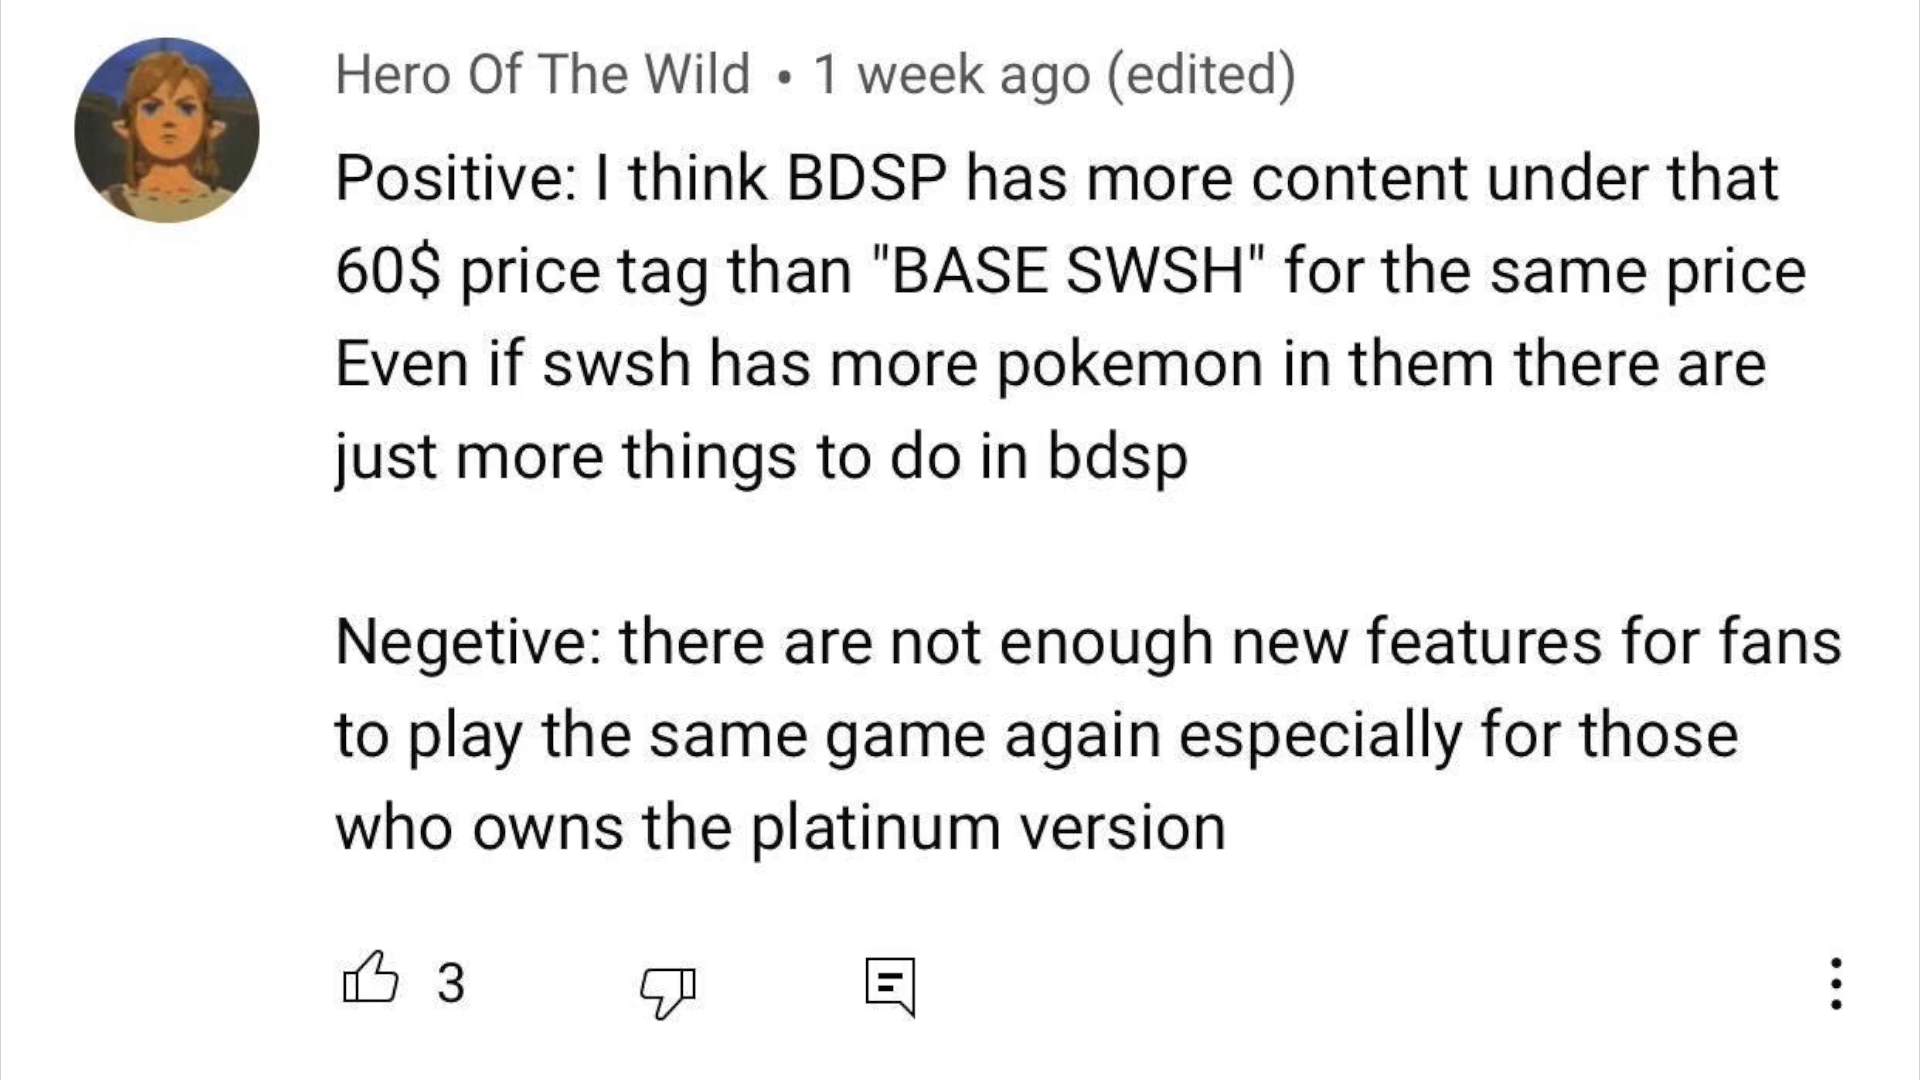 Hero Of The Wild • 1 week ago (edited)
Positive: I think BDSP has more content under that
60$ price tag than "BASE SWSH" for the same price
Even if swsh has more pokemon in them there are
just more things to do in bdsp
Negetive: there are not enough new features for fans
to play the same game again especially for those
who owns the platinum version
3